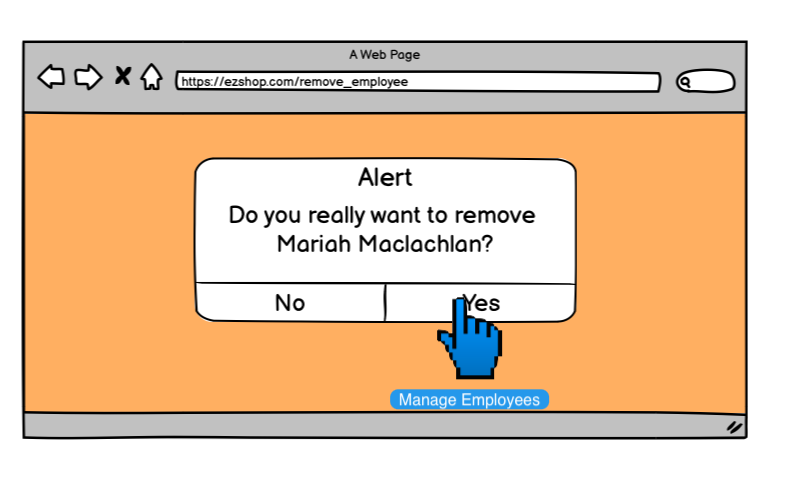 A Web Page
https://ezshop.com/remove_employee
Alert
Do you really want to remove
Mariah Maclachlan?
No
Yes
Manage Employees